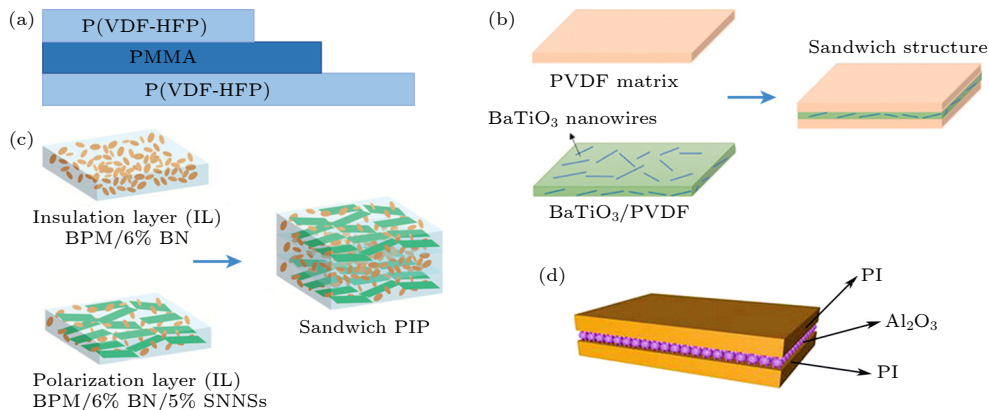 (a)
P(VDF-HFP)
PMMA
P(VDF-HFP)
(b)
PVDF matrix
Sandwich structure
BaTiO₃ nanowires
BaTiO₃/PVDF
(c)
Insulation layer (IL)
BPM/6% BN
Sandwich PIP
Polarization layer (IL)
BPM/6% BN/5% SNNSs
(d)
PI
Al₂O₃
PI